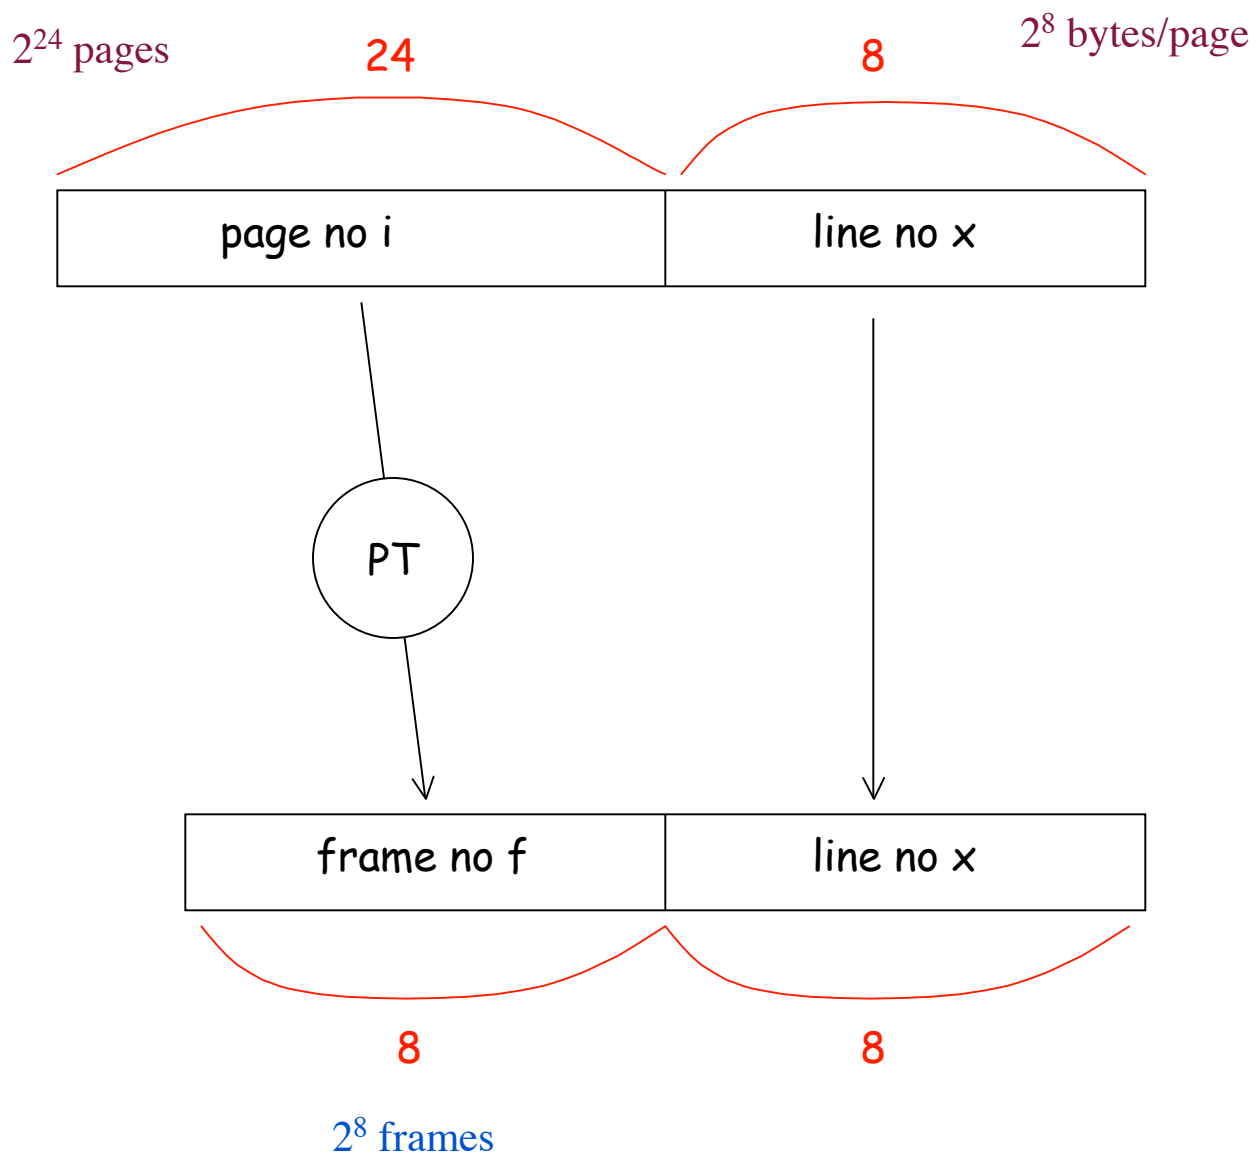 2^24 pages
24
8
2^8 bytes/page
page no i
line no x
PT
frame no f
line no x
8
8
2^8 frames